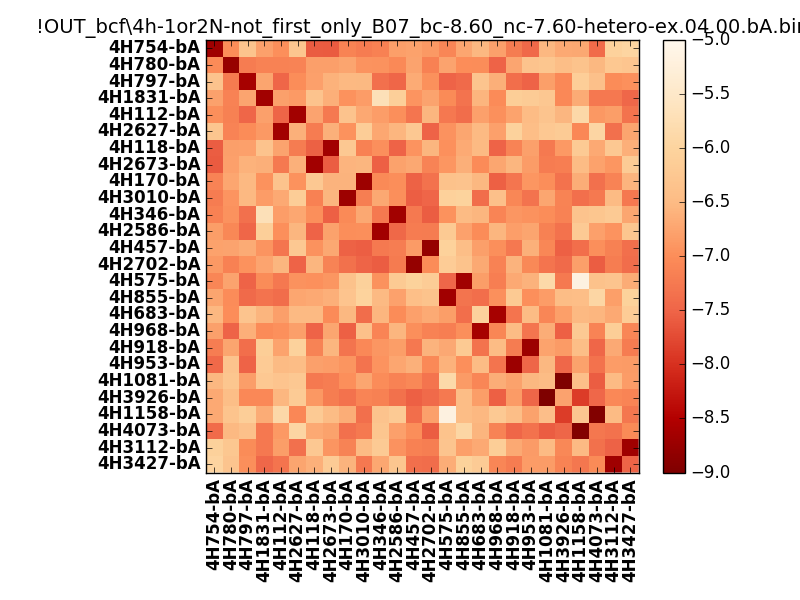 !OUT_bcf\4h-1or2N-not_first_only_B07_bc-8.60_nc-7.60-hetero-ex.04.00.bA.bin
4H754-bA
4H780-bA
4H797-bA
4H1831-bA
4H112-bA
4H2627-bA
4H118-bA
4H2673-bA
4H170-bA
4H3010-bA
4H346-bA
4H2586-bA
4H457-bA
4H2702-bA
4H575-bA
4H855-bA
4H683-bA
4H968-bA
4H918-bA
4H953-bA
4H1081-bA
4H3926-bA
4H1158-bA
4H4073-bA
4H3112-bA
4H3427-bA
4H754-bA
4H780-bA
4H797-bA
4H1831-bA
4H112-bA
4H2627-bA
4H118-bA
4H2673-bA
4H170-bA
4H3010-bA
4H346-bA
4H2586-bA
4H457-bA
4H2702-bA
4H575-bA
4H855-bA
4H683-bA
4H968-bA
4H918-bA
4H953-bA
4H1081-bA
4H3926-bA
4H1158-bA
4H4073-bA
4H3112-bA
4H3427-bA
−5.0
−5.5
−6.0
−6.5
−7.0
−7.5
−8.0
−8.5
−9.0